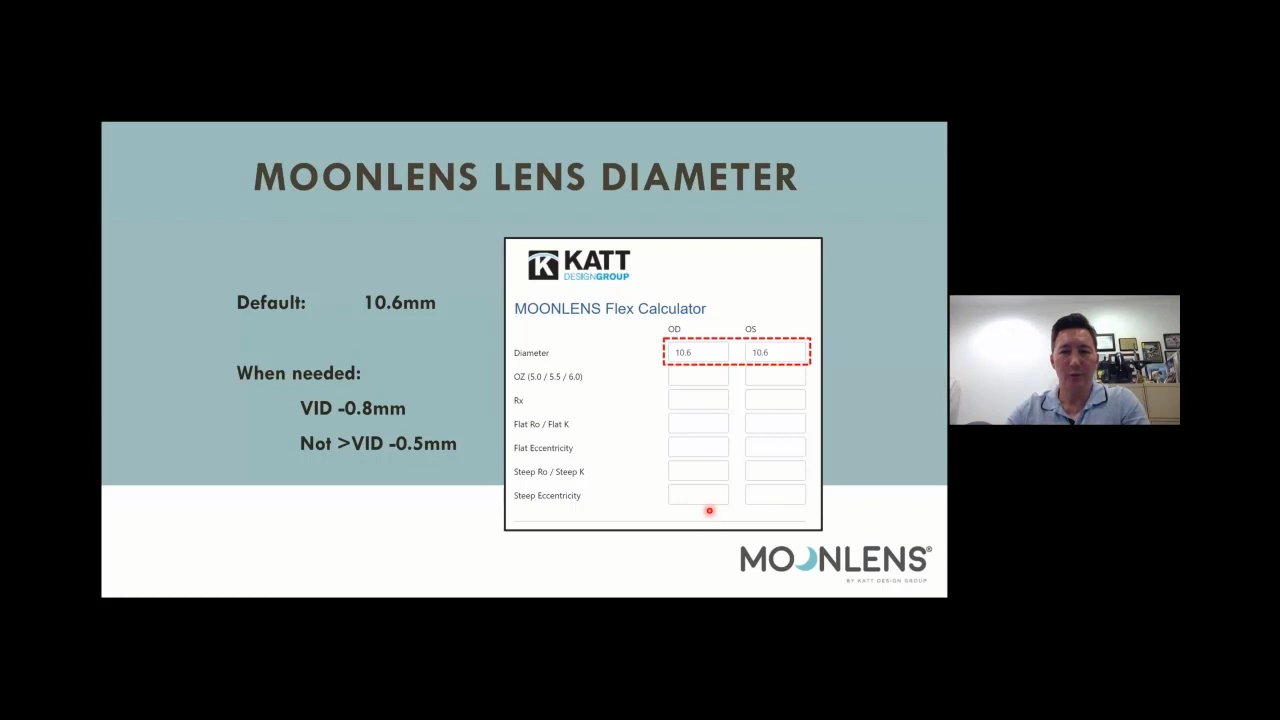 MOONLENS LENS DIAMETER
Default: 10.6mm
When needed:
VID -0.8mm
Not >VID -0.5mm
K KATT
DESIGNGROUP
MOONLENS Flex Calculator
OD OS
Diameter 10.6 10.6
OZ (5.0 / 5.5 / 6.0)
Rx
Flat Ro / Flat K
Flat Eccentricity
Steep Ro / Steep K
Steep Eccentricity
MOONLENS®
BY KATT DESIGN GROUP